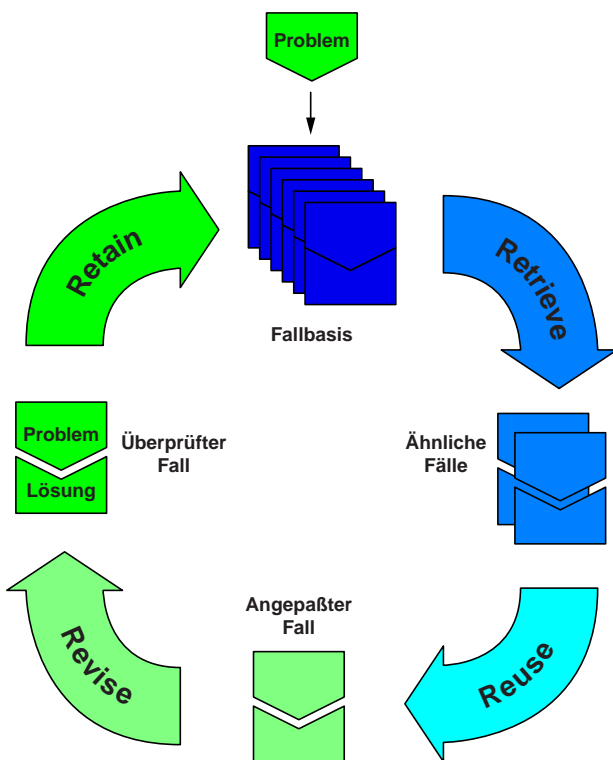 Problem
Retain
Retrieve
Fallbasis
Problem
Lösung
Überprüfter
Fall
Ähnliche
Fälle
Angepaßter
Fall
Revise
Reuse